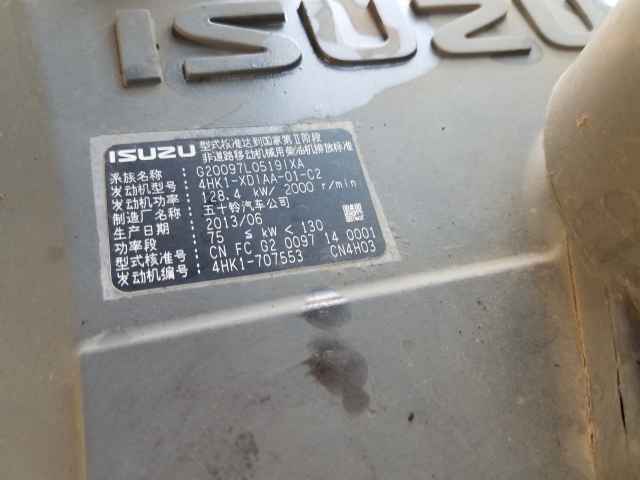 ISUZU
ISUZU 型式核准达到国家第Ⅱ阶段
非道路移动机械用柴油机排放标准
系族名称: G20097L0519IXA
发动机型号: 4HK1-XDIAA-01-C2
发动机功率: 128.4 kW/ 2000 r/min
制造厂名称: 五十铃汽车公司
生产日期: 2013/06
功率段: 75 ≤ kW < 130
型式核准号: CN FC G2 0097 14 0001
发动机编号: 4HK1-707553 CN4H03